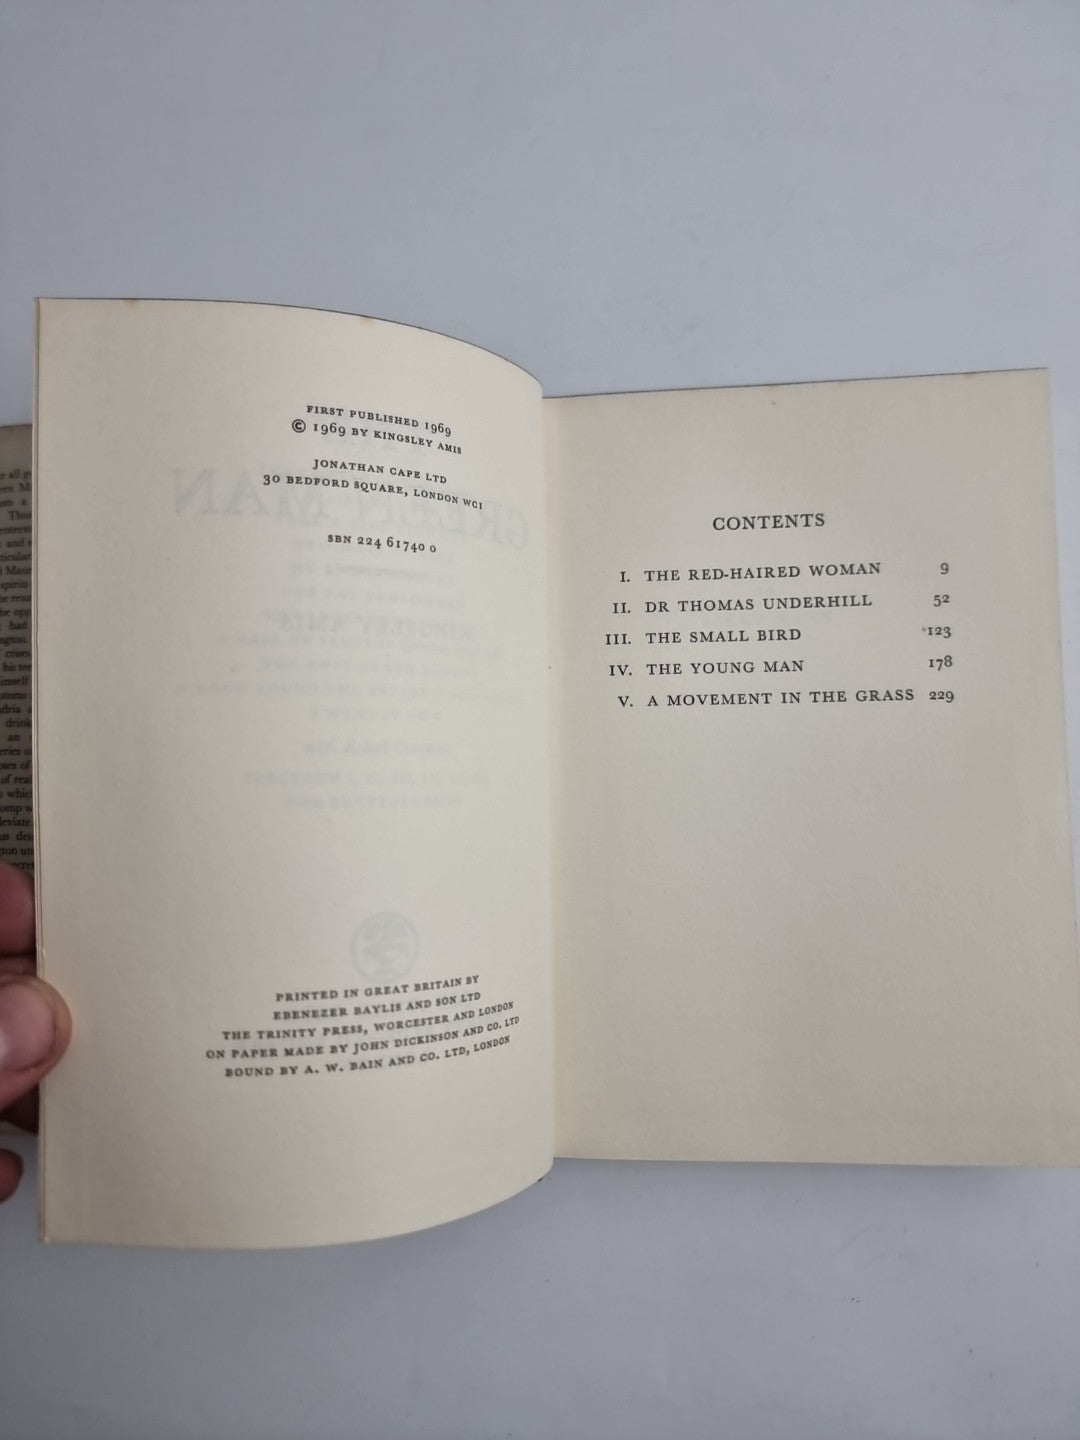 FIRST PUBLISHED 1969
© 1969 BY KINGSLEY AMIS
JONATHAN CAPE LTD
30 BEDFORD SQUARE, LONDON WC1
SBN 224 61740 0
PRINTED IN GREAT BRITAIN BY
EBENEZER BAYLIS AND SON LTD
THE TRINITY PRESS, WORCESTER AND LONDON
ON PAPER MADE BY JOHN DICKINSON AND CO. LTD
BOUND BY A. W. BAIN AND CO. LTD, LONDON
CONTENTS
I. THE RED-HAIRED WOMAN 9
II. DR THOMAS UNDERHILL 52
III. THE SMALL BIRD 123
IV. THE YOUNG MAN 178
V. A MOVEMENT IN THE GRASS 229